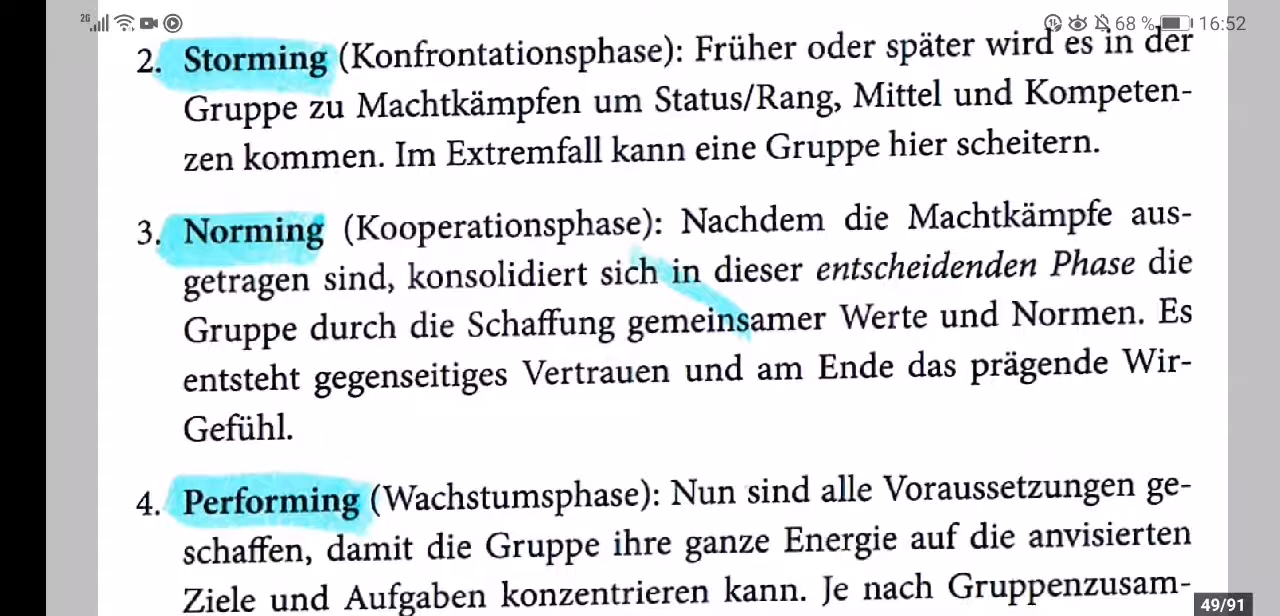 2G 68 % 16:52
2. Storming (Konfrontationsphase): Früher oder später wird es in der
Gruppe zu Machtkämpfen um Status/Rang, Mittel und Kompeten-
zen kommen. Im Extremfall kann eine Gruppe hier scheitern.
3. Norming (Kooperationsphase): Nachdem die Machtkämpfe aus-
getragen sind, konsolidiert sich in dieser entscheidenden Phase die
Gruppe durch die Schaffung gemeinsamer Werte und Normen. Es
entsteht gegenseitiges Vertrauen und am Ende das prägende Wir-
Gefühl.
4. Performing (Wachstumsphase): Nun sind alle Voraussetzungen ge-
schaffen, damit die Gruppe ihre ganze Energie auf die anvisierten
Ziele und Aufgaben konzentrieren kann. Je nach Gruppenzusam-
49/91